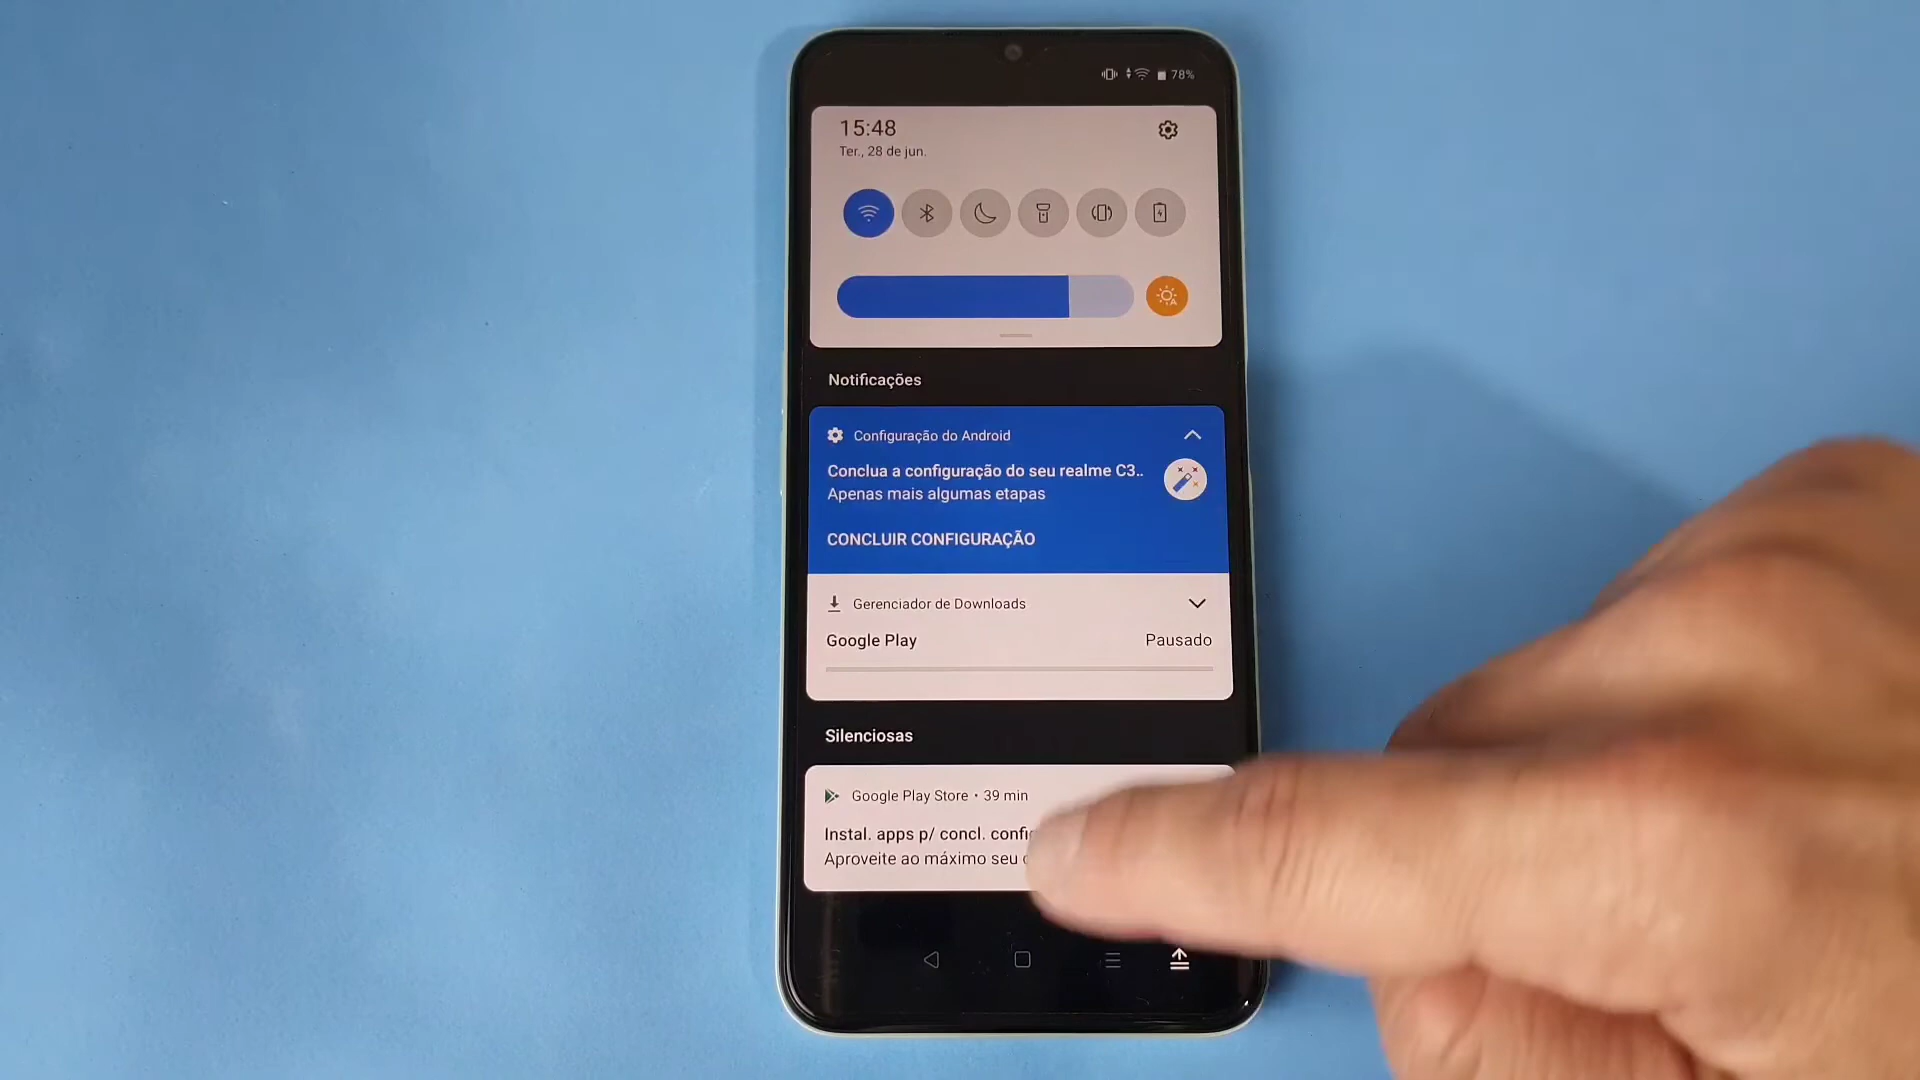 78%
15:48
Ter., 28 de jun.
Notificações
Configuração do Android
Conclua a configuração do seu realme C3..
Apenas mais algumas etapas
CONCLUIR CONFIGURAÇÃO
Gerenciador de Downloads
Google Play Pausado
Silenciosas
Google Play Store • 39 min
Instal. apps p/ concl.
Aproveite ao máximo seu